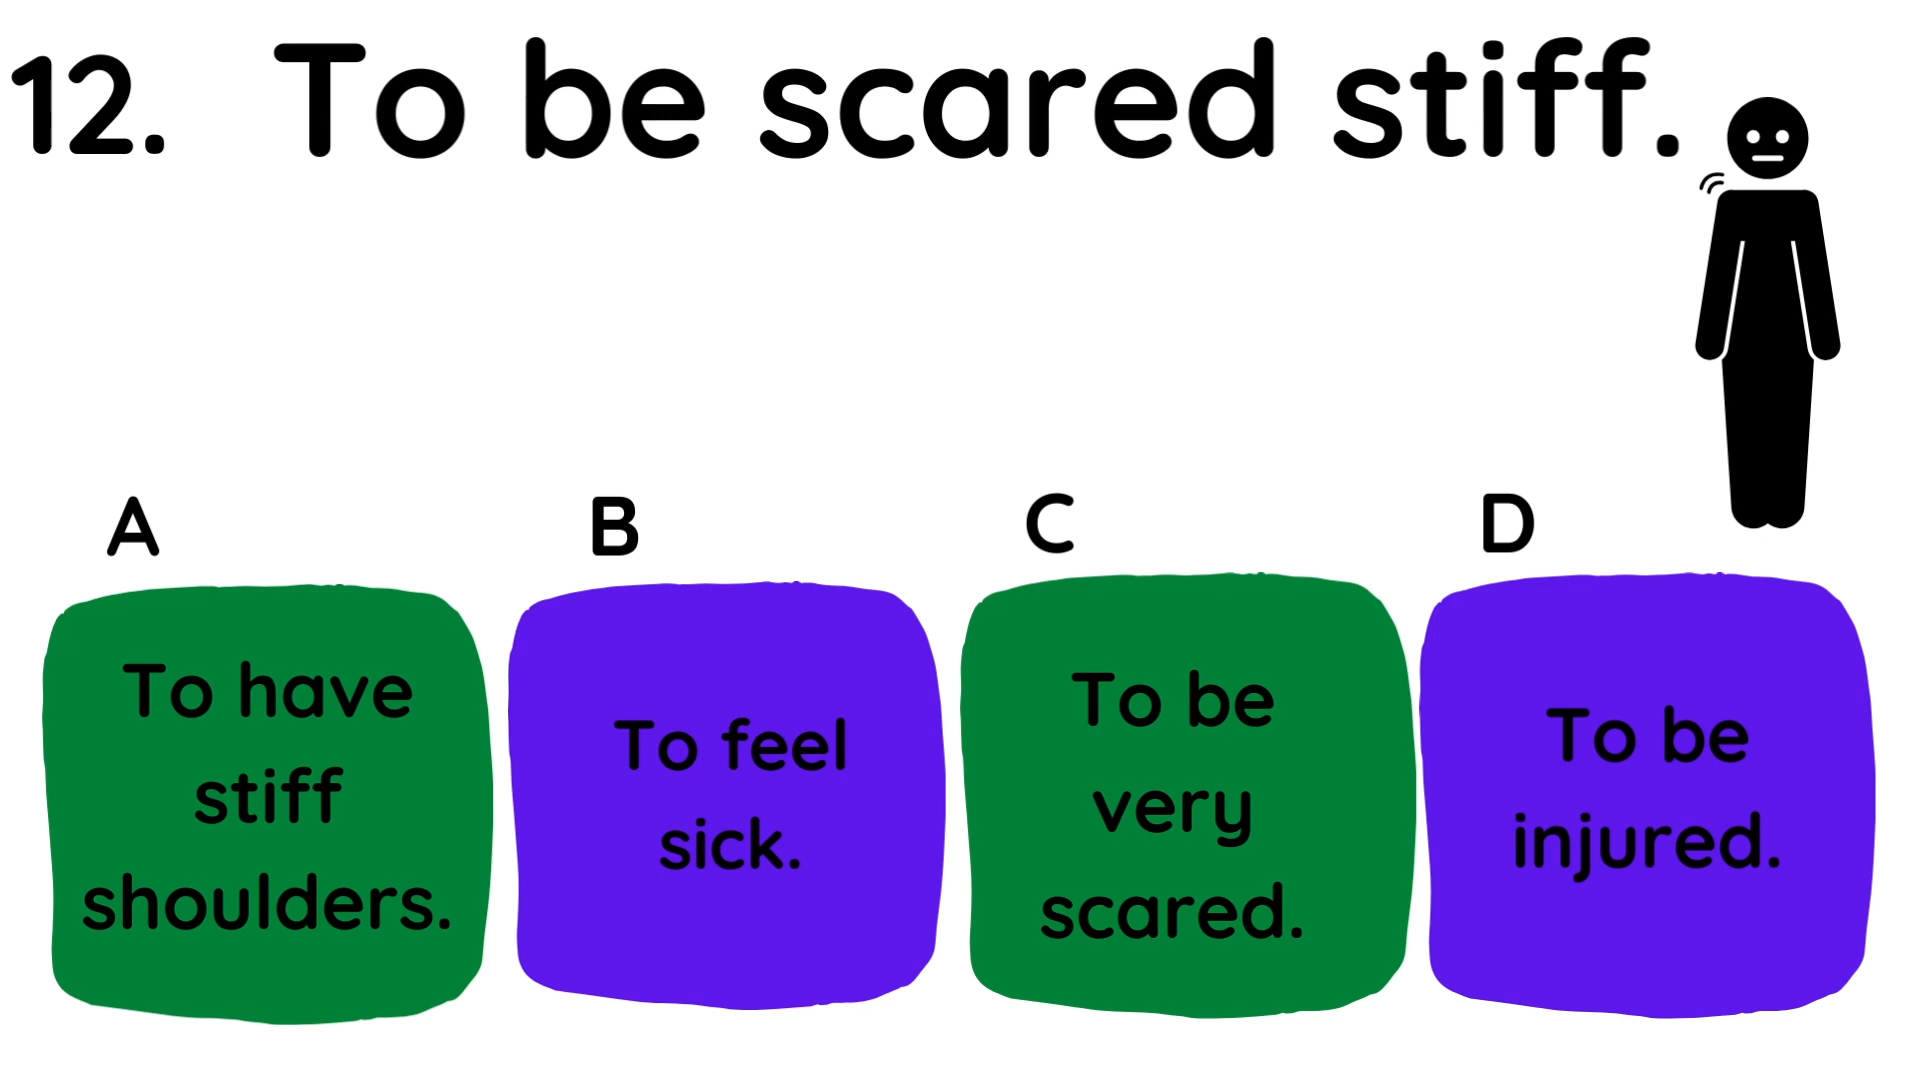 12. To be scared stiff.
A
B
C
D
To have
stiff
shoulders.
To feel
sick.
To be
very
scared.
To be
injured.